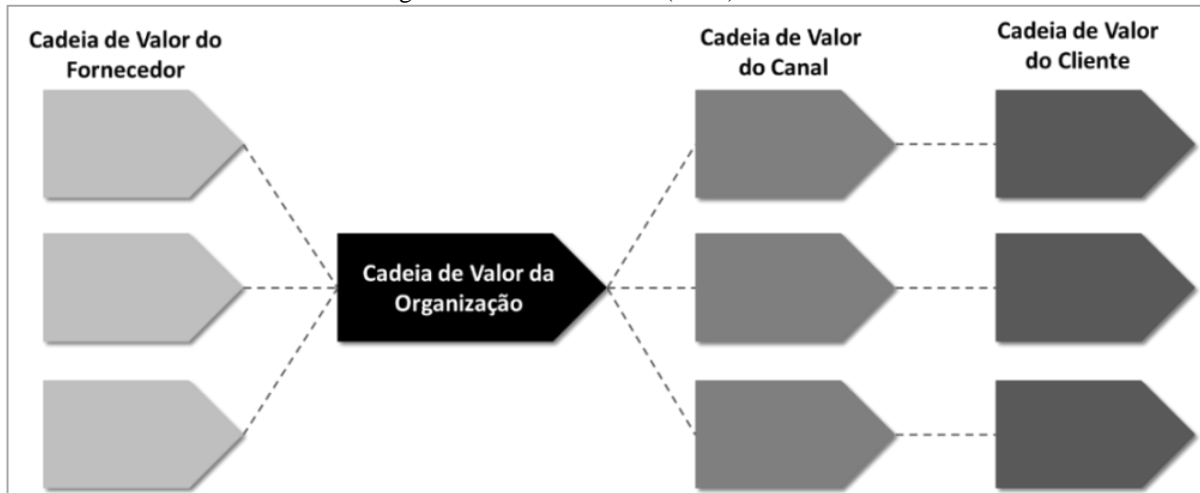 Cadeia de Valor do
Fornecedor
Cadeia de Valor
do Canal
Cadeia de Valor
do Cliente
Cadeia de Valor da
Organização